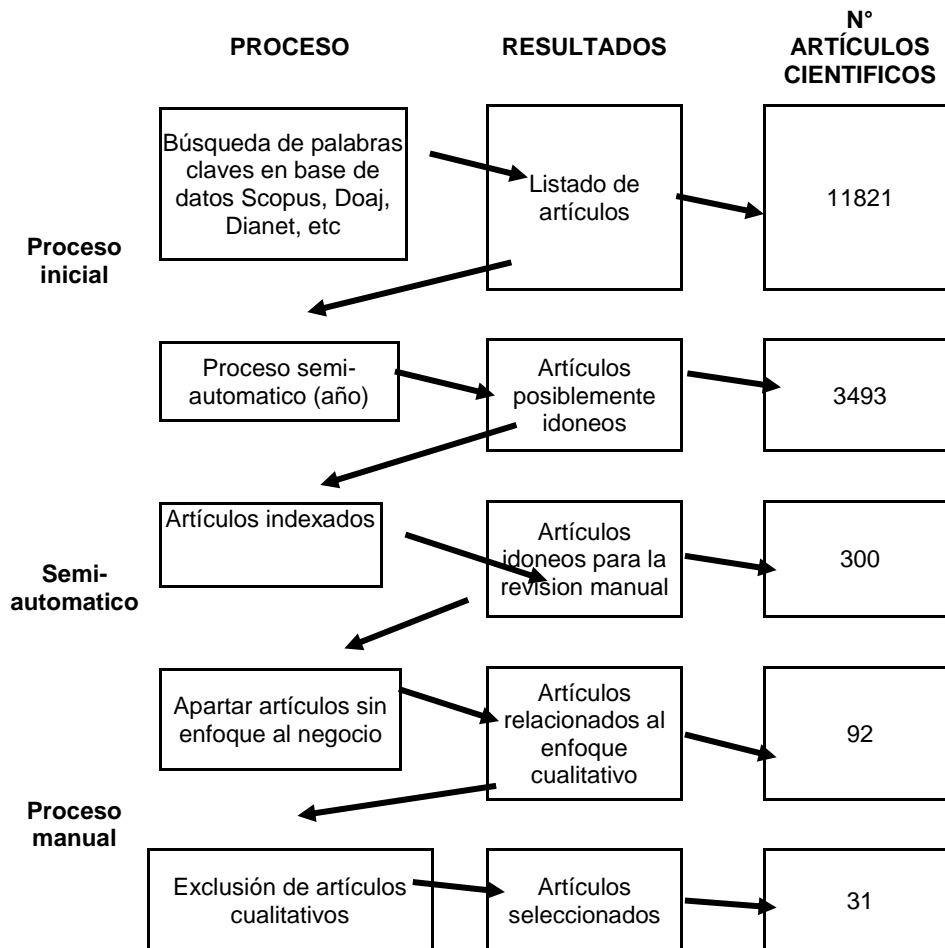 PROCESO
RESULTADOS
N°
ARTÍCULOS
CIENTIFICOS
Proceso
inicial
Búsqueda de palabras
claves en base de
datos Scopus, Doaj,
Dianet, etc
Listado de
artículos
11821
Proceso semi-
automatico (año)
Artículos
posiblemente
idoneos
3493
Semi-
automatico
Artículos indexados
Artículos
idoneos para la
revision manual
300
Apartar artículos sin
enfoque al negocio
Artículos
relacionados al
enfoque
cualitativo
92
Proceso
manual
Exclusión de artículos
cualitativos
Artículos
seleccionados
31